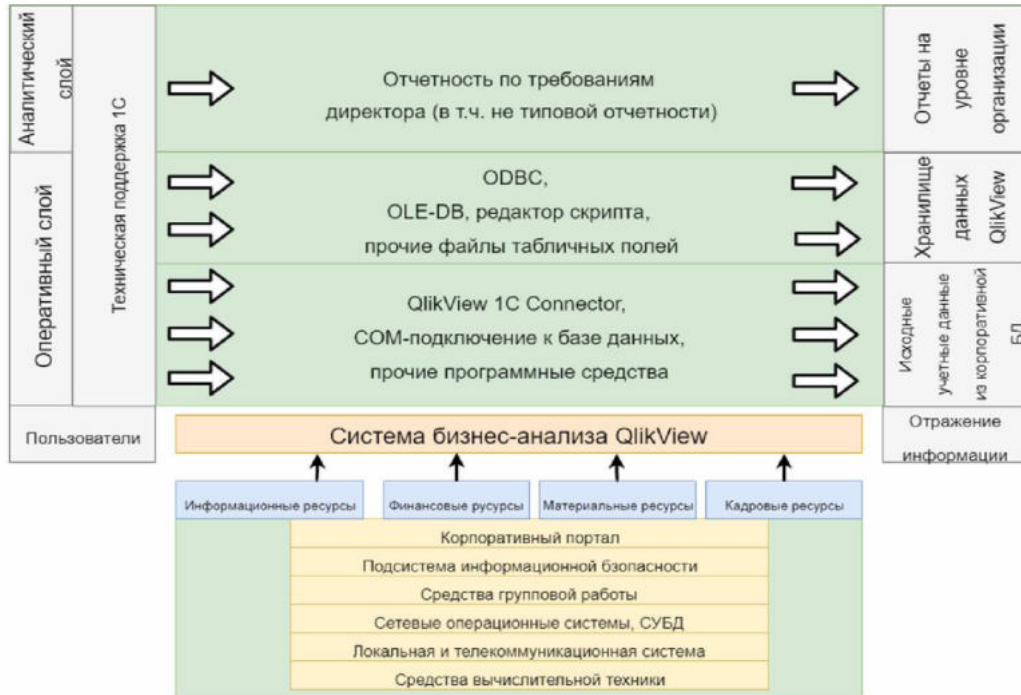 Аналитический
слой
Техническая поддержка 1С
Отчетность по требованиям
директора (в т.ч. не типовой отчетности)
Отчеты на
уровне
организации
Оперативный слой
ODBC,
OLE-DB, редактор скрипта,
прочие файлы табличных полей
Хранилище
данных
QlikView
QlikView 1C Connector,
COM-подключение к базе данных,
прочие программные средства
Исходные
учетные данные
из корпоративной
БД
Пользователи
Система бизнес-анализа QlikView
Отражение
информации
Информационные ресурсы
Финансовые русурсы
Материальные ресурсы
Кадровые ресурсы
Корпоративный портал
Подсистема информационной бзопасности
Средства групповой работы
Сетевые операционные системы, СУБД
Локальная и телекоммуникационная система
Средства вычислительной техники